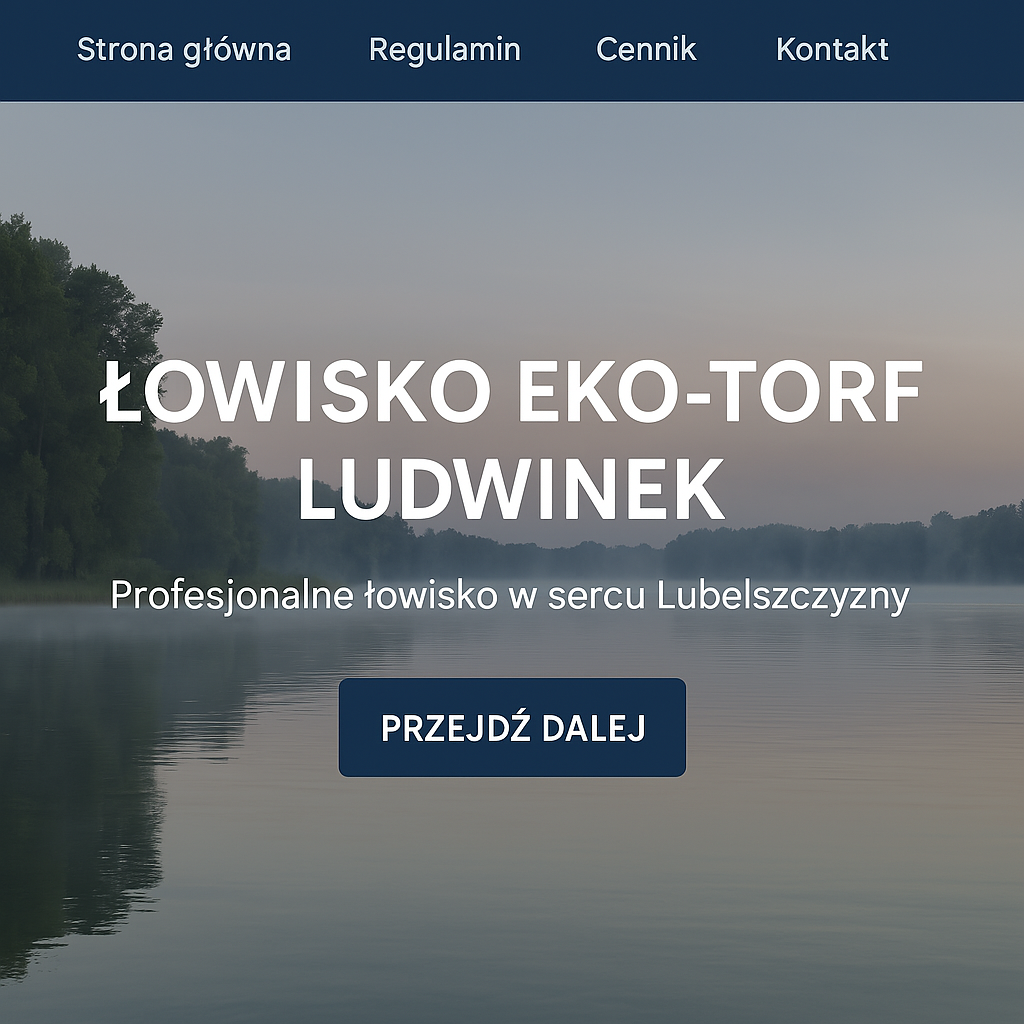 Strona główna Regulamin Cennik Kontakt
ŁOWISKO EKO-TORF
LUDWINEK
Profesjonalne łowisko w sercu Lubelszczyzny
PRZEJDŹ DALEJ